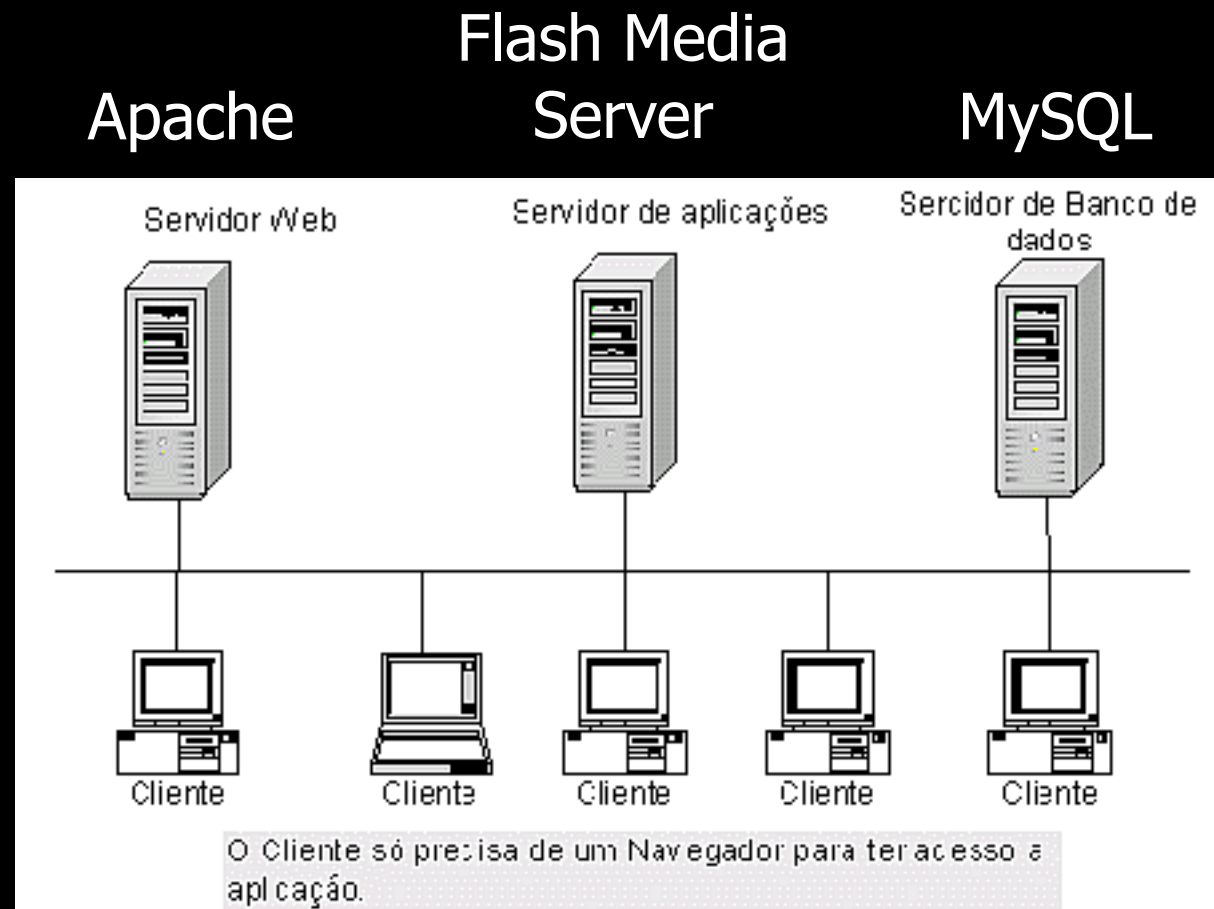 Flash Media
Apache Server MySQL
Servidor Web Servidor de aplicações Sercidor de Banco de
dados
Cliente Cliente Cliente Cliente Cliente
O Cliente só precisa de um Navegador para ter acesso a
aplicação.